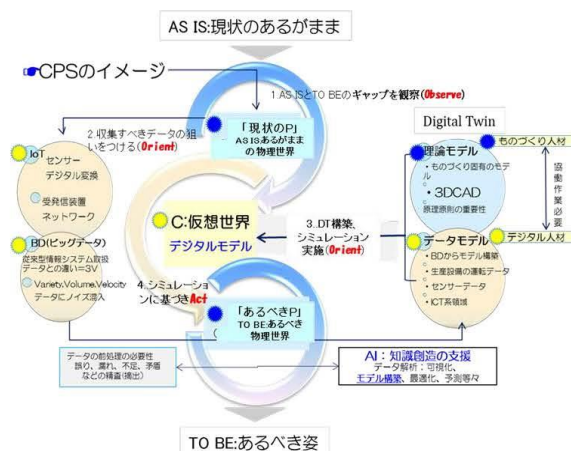 AS IS:現状のあるがまま
☛CPSのイメージ
1.AS ISとTO BEのギャップを観察(Observe)
「現状のP」
AS ISあるがまま
の物理世界
2.収集すべきデータの狙
いをつける(Orient)
IoT
センサー
デジタル変換
受発信装置
ネットワーク
BD(ビッグデータ)
従来型情報システム取扱
データとの違い=3V
Variety.Volume.Velocity
データにノイズ混入
C:仮想世界
デジタルモデル
3.DT構築、
シミュレーション
実施(Orient)
4.シミュレーショ
ンに基づきAct
「あるべきP」
TO BE:あるべき
物理世界
(
Digital Twin
ものづくり人材
理論モデル
・ものづくり固有のモデ
ル
・3DCAD
原理原則の重要性
協働作業必要
デジタル人材
データモデル
・BDからモデル構築
・生産設備の運転データ
・センサーデータ
・ICT系領域
データの前処理の必要性
誤り、漏れ、不足、矛盾
などの精査(摘出)
AI:知識創造の支援
データ解析;可視化、
モデル構築、最適化、予測等々
TO BE:あるべき姿